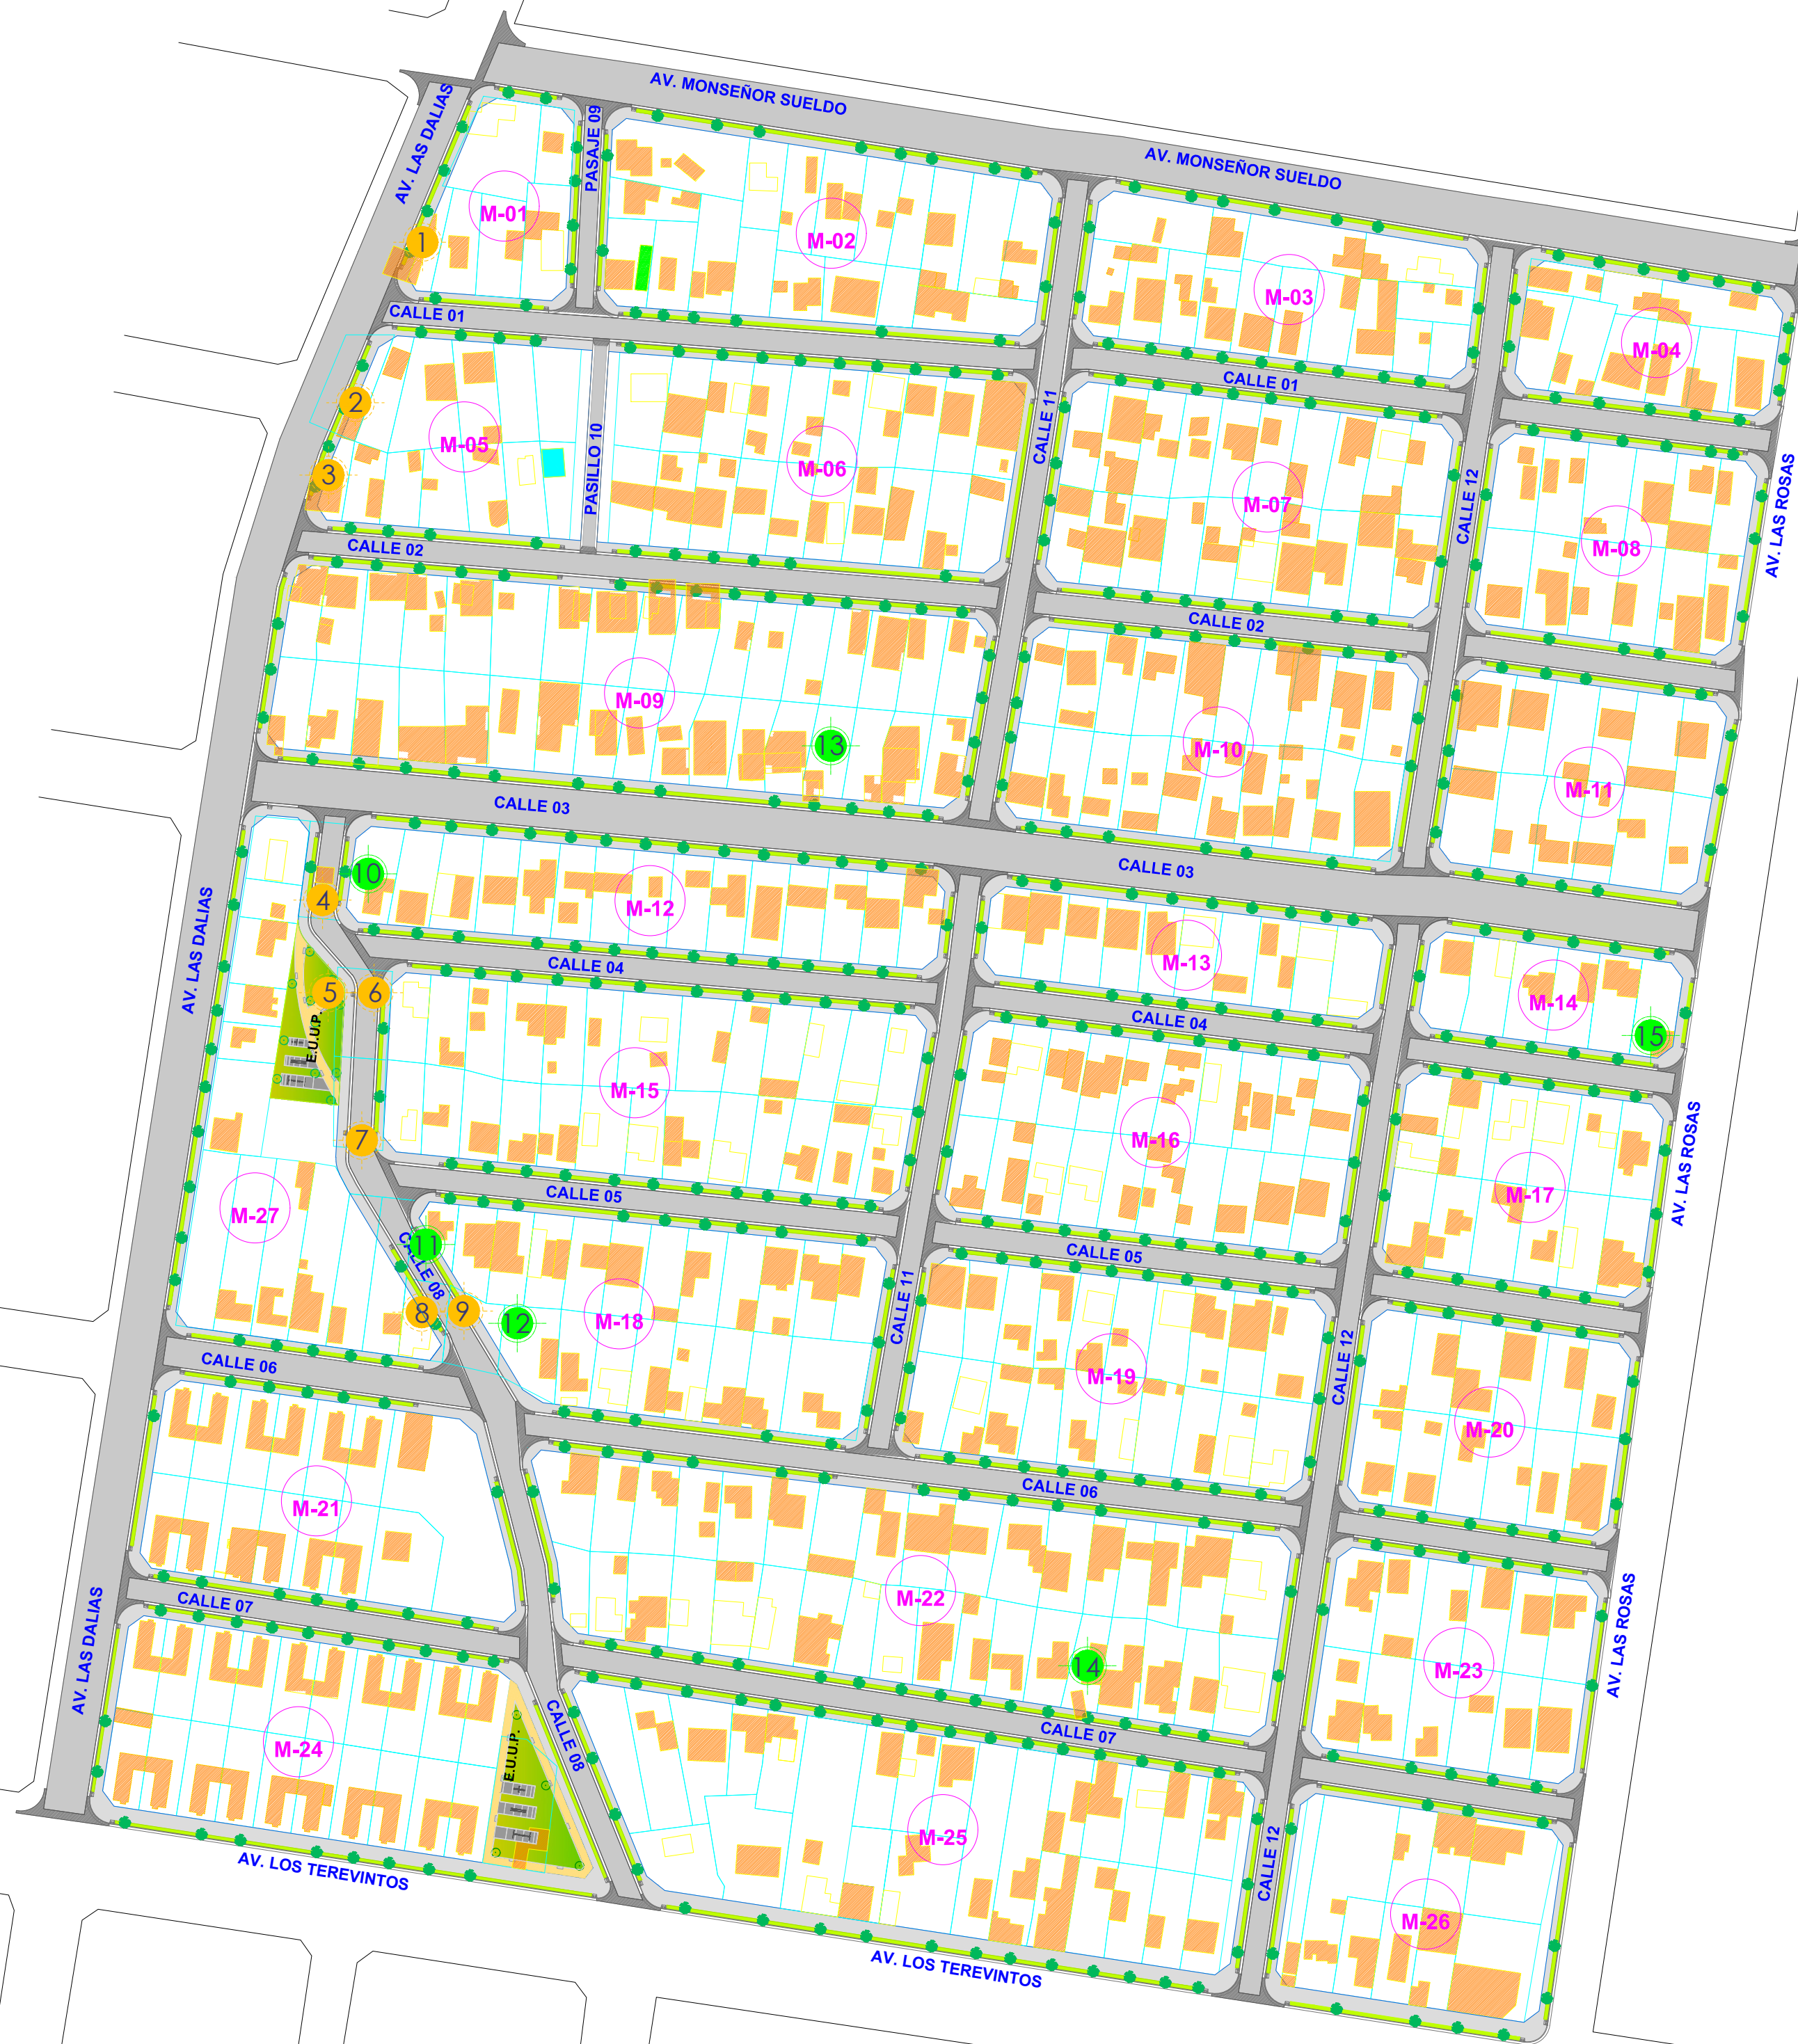 AV. MONSEÑOR SUELDO
AV. LAS DALIAS
PASAJE 09
AV. MONSEÑOR SUELDO
M-01
M-02
1
M-03
CALLE 01
M-04
CALLE 01
2
M-05
CALLE 11
M-06
PASILLO 10
3
M-07
CALLE 12
AV. LAS ROSAS
CALLE 02
M-08
CALLE 02
M-09
13
M-10
M-11
CALLE 03
CALLE 03
10
4
M-12
AV. LAS DALIAS
CALLE 04
M-13
5
6
M-14
E.U.U.P.
CALLE 04
15
M-15
7
M-16
AV. LAS ROSAS
CALLE 05
M-17
M-27
11
CALLE 08
CALLE 05
8
9
12
M-18
CALLE 11
CALLE 06
M-19
CALLE 12
M-20
CALLE 06
M-21
CALLE 07
M-22
AV. LAS DALIAS
AV. LAS ROSAS
14
M-23
M-24
E.U.U.P.
CALLE 08
CALLE 07
M-25
AV. LOS TEREVINTOS
CALLE 12
M-26
AV. LOS TEREVINTOS